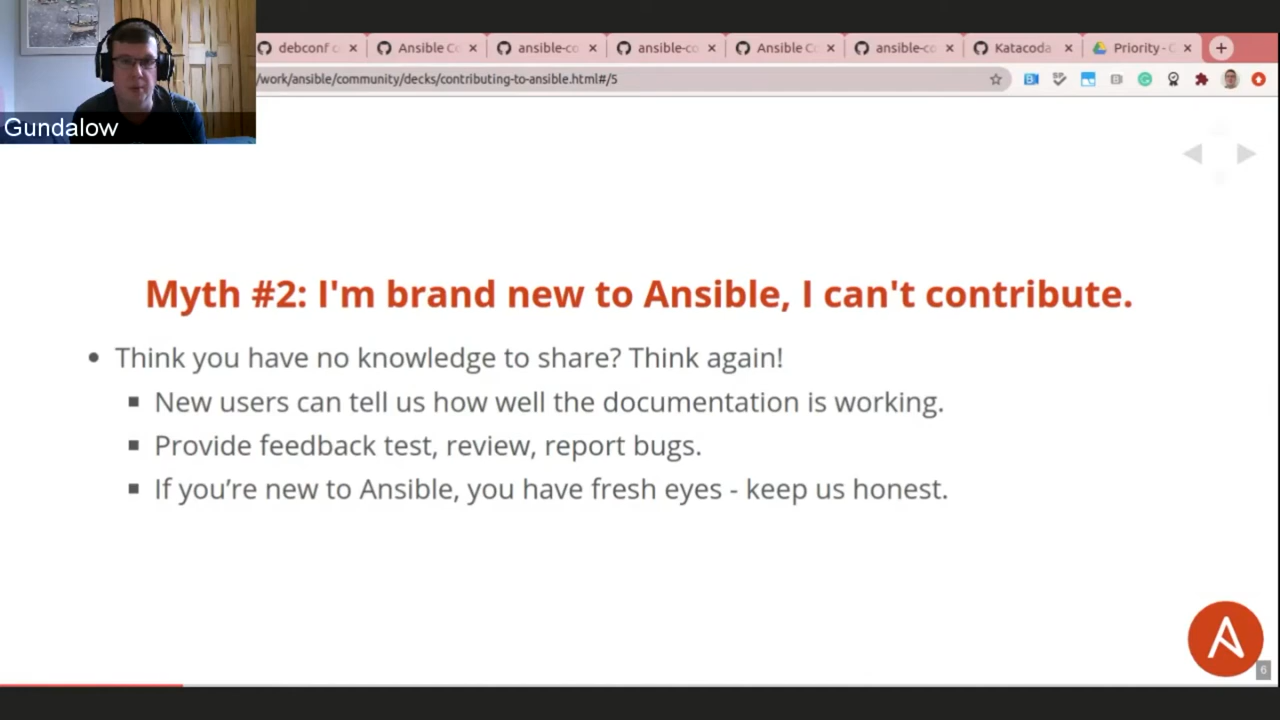 debconf
Ansible Co
ansible-co
ansible-co
Ansible Co
ansible-co
Katacoda
Priority - C
/work/ansible/community/decks/contributing-to-ansible.html#/5
Gundalow
Myth #2: I'm brand new to Ansible, I can't contribute.
Think you have no knowledge to share? Think again!
New users can tell us how well the documentation is working.
Provide feedback test, review, report bugs.
If you’re new to Ansible, you have fresh eyes - keep us honest.
6